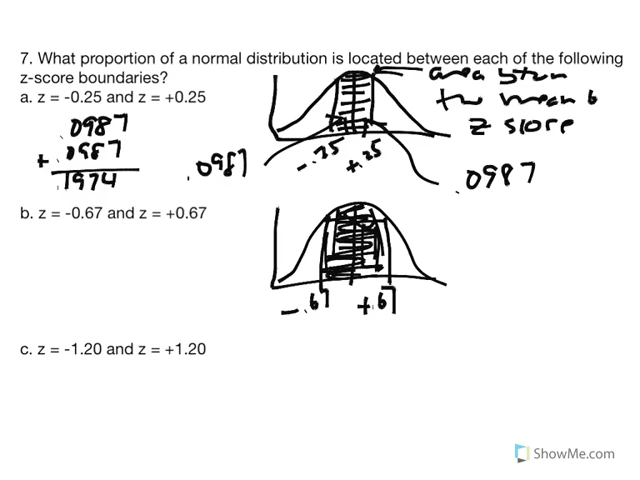 7. What proportion of a normal distribution is located between each of the following
z-score boundaries?
area btwn
a. z = -0.25 and z = +0.25
the mean &
z score
.0987
+ .0987
.1974
.0987
-.25
+.25
.0987
b. z = -0.67 and z = +0.67
-.67
+.67
c. z = -1.20 and z = +1.20
ShowMe.com